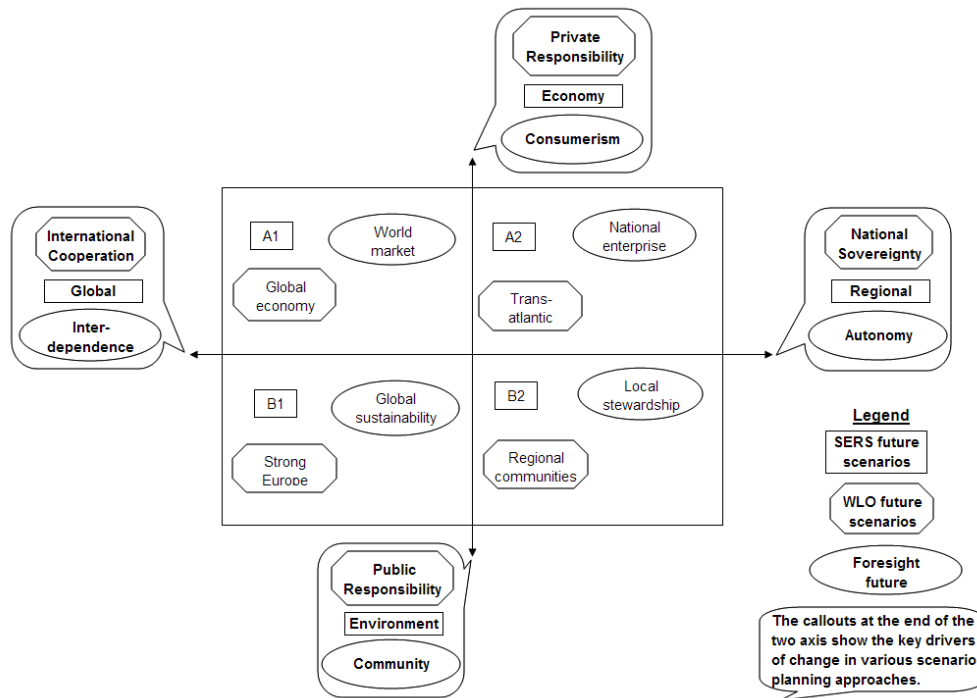 Private
Responsibility
Economy
Consumerism
International
Cooperation
Global
Inter-
dependence
A1
World
market
Global
economy
A2
National
enterprise
Trans-
atlantic
National
Sovereignty
Regional
Autonomy
B1
Global
sustainability
Strong
Europe
B2
Local
stewardship
Regional
communities
Public
Responsibility
Environment
Community
Legend
SERS future
scenarios
WLO future
scenarios
Foresight
future
The callouts at the end of the
two axis show the key drivers
of change in various scenario
planning approaches.